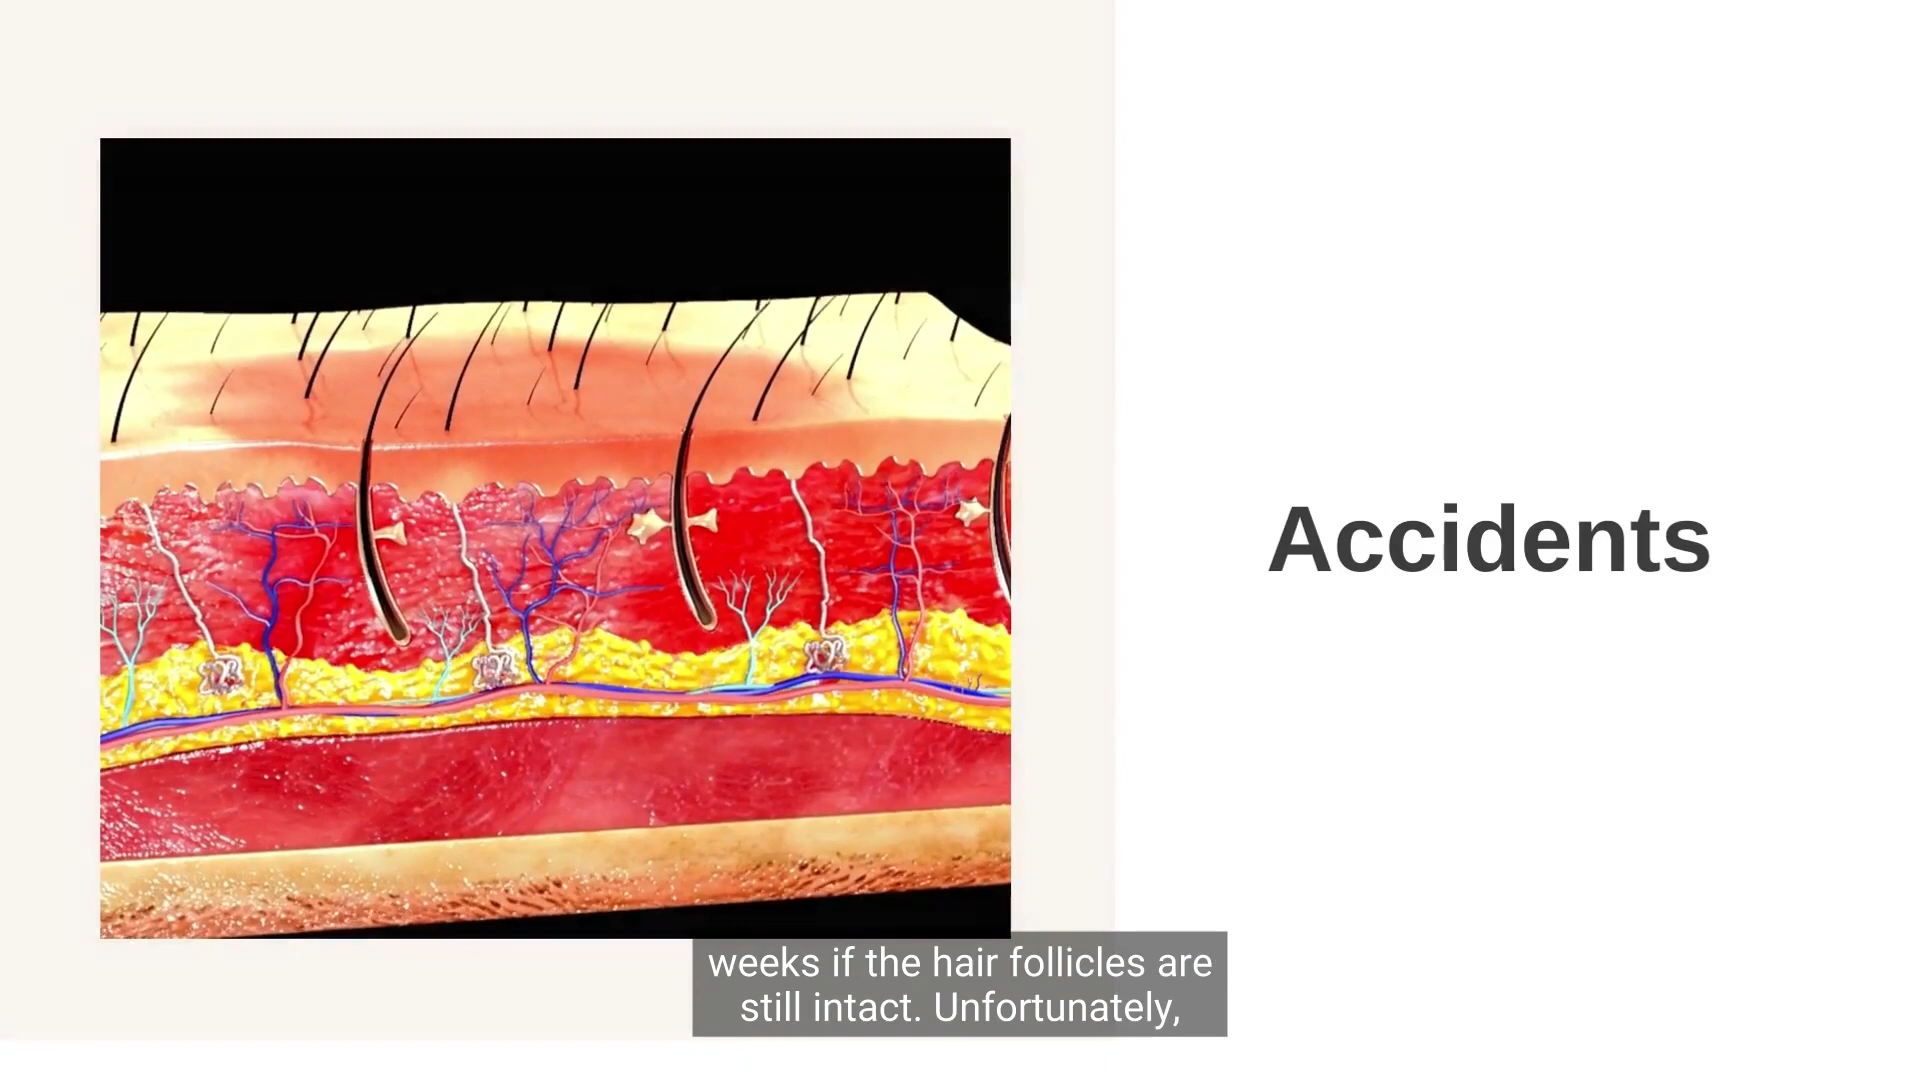 Accidents
weeks if the hair follicles are
still intact. Unfortunately,